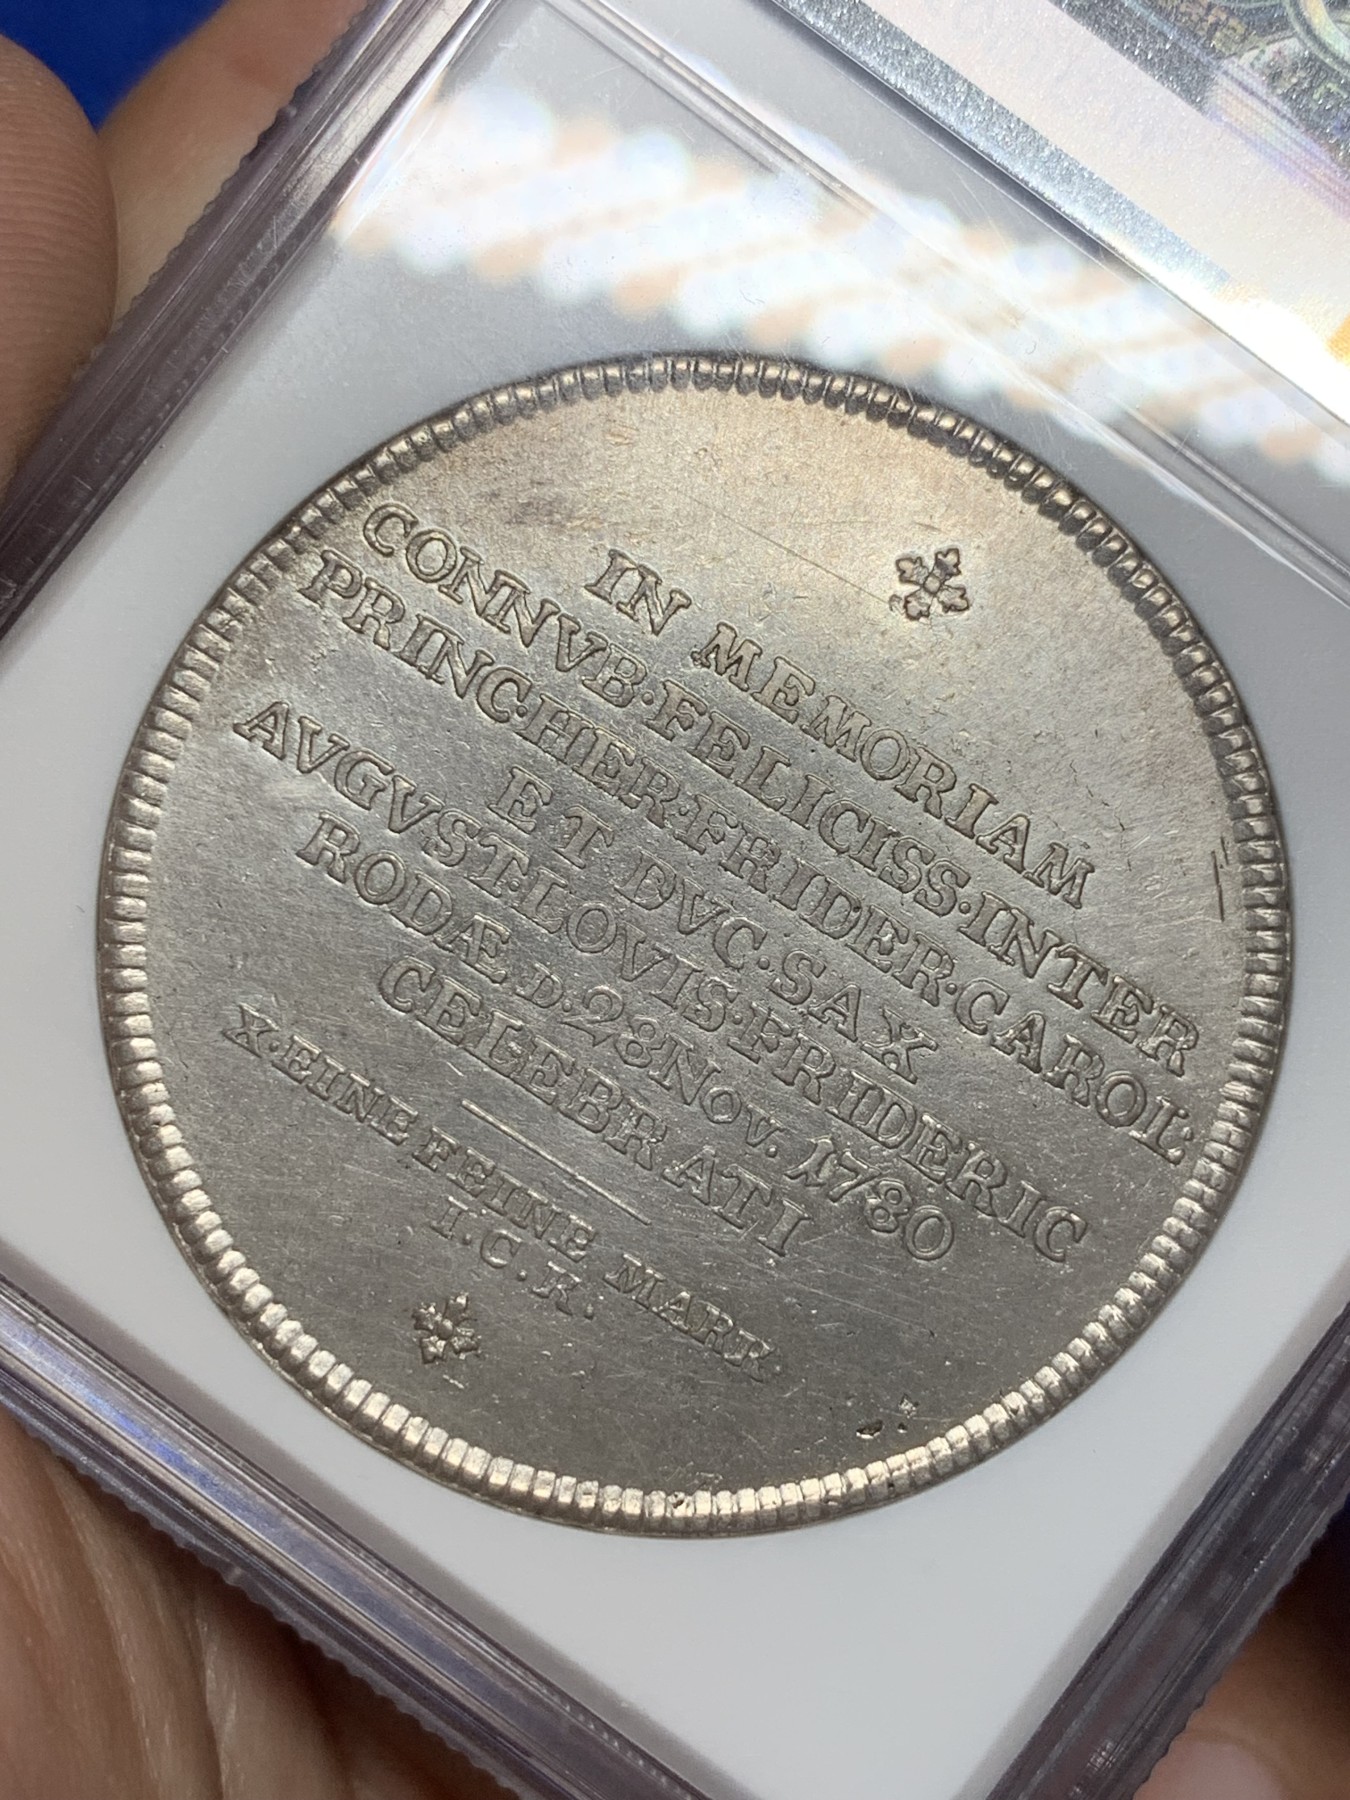 IN MEMORIAM
CONNVB·FELICISS·INTER
PRINC·HER·FRIDER·CAROL:
ET DVC·SAX
AVGVST·LOVIS·FRIDERIC
RODÆ D.28 Nov. 1780
CELEBRATI
X·EINE FEINE MARK
I.C.K.